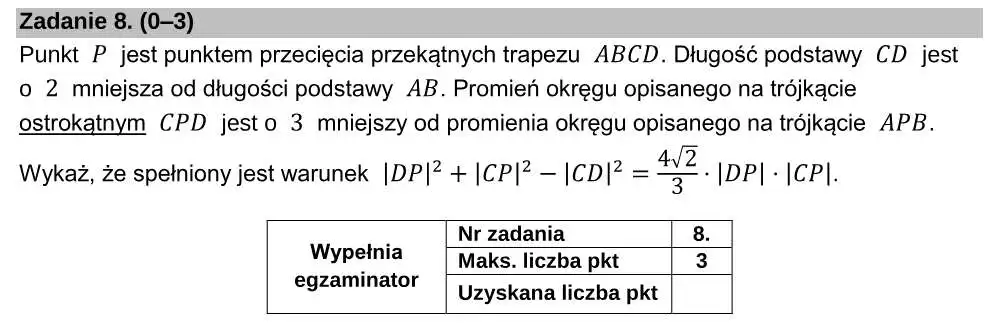 Zadanie 8. (0–3)
Punkt P jest punktem przecięcia przekątnych trapezu ABCD. Długość podstawy CD jest
o 2 mniejsza od długości podstawy AB. Promień okręgu opisanego na trójkącie
ostrokątnym CPD jest o 3 mniejszy od promienia okręgu opisanego na trójkącie APB.
Wykaż, że spełniony jest warunek |DP|² + |CP|² − |CD|² = 4√2/3 · |DP| · |CP|.
Wypełnia egzaminator
Nr zadania 8.
Maks. liczba pkt 3
Uzyskana liczba pkt